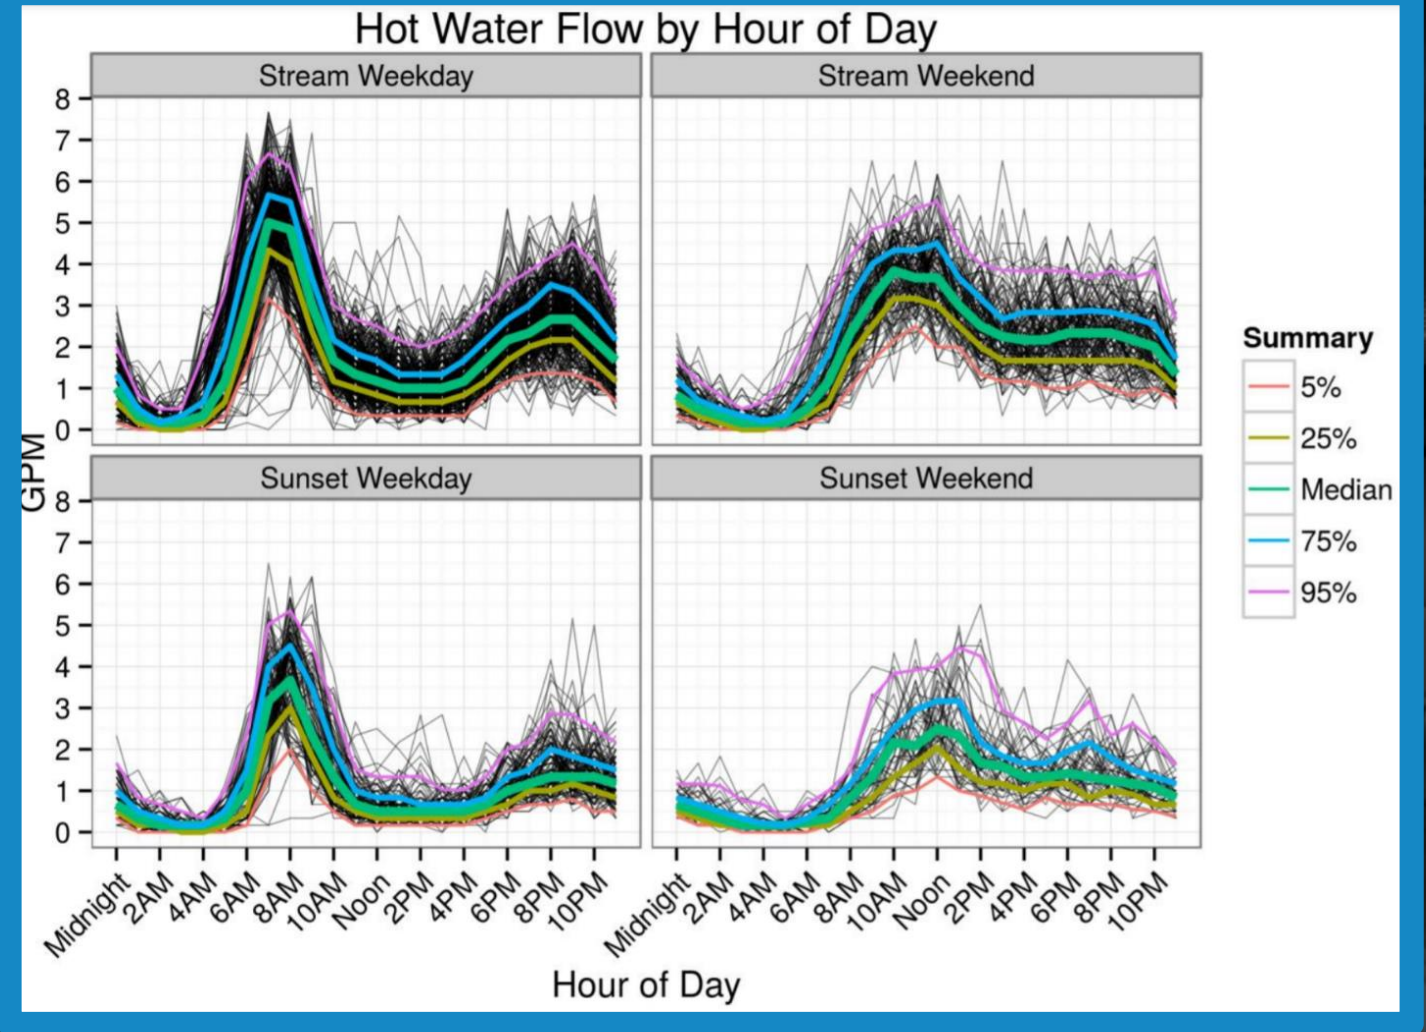 Hot Water Flow by Hour of Day
Stream Weekday
Stream Weekend
8
7
6
5
4
3
2
1
0
GPM
Sunset Weekday
Sunset Weekend
8
7
6
5
4
3
2
1
0
Midnight 2AM 4AM 6AM 8AM 10AM Noon 2PM 4PM 6PM 8PM 10PM
Midnight 2AM 4AM 6AM 8AM 10AM Noon 2PM 4PM 6PM 8PM 10PM
Hour of Day
Summary
5%
25%
Median
75%
95%